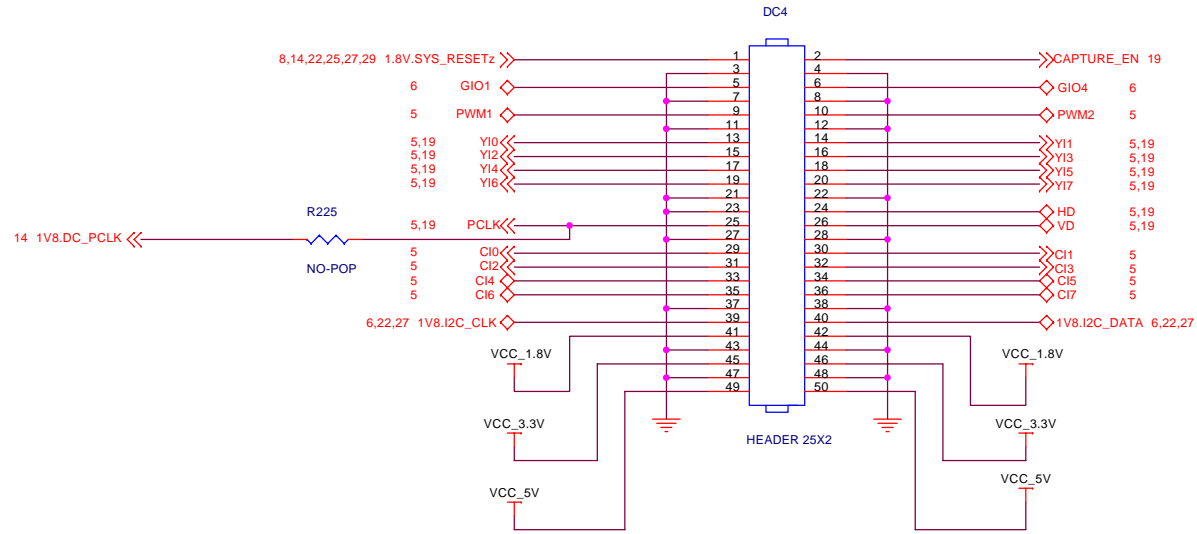 DC4
8,14,22,25,27,29 1.8V.SYS_RESETz 1 2 CAPTURE_EN 19
3 4
6 GIO1 5 6 GIO4 6
7 8
5 PWM1 9 10 PWM2 5
11 12
5,19 YI0 13 14 YI1 5,19
5,19 YI2 15 16 YI3 5,19
5,19 YI4 17 18 YI5 5,19
5,19 YI6 19 20 YI7 5,19
21 22
R225 23 24 HD 5,19
5,19 PCLK 25 26 VD 5,19
14 1V8.DC_PCLK 27 28
5 CI0 29 30 CI1 5
NO-POP 5 CI2 31 32 CI3 5
5 CI4 33 34 CI5 5
5 CI6 35 36 CI7 5
37 38
6,22,27 1V8.I2C_CLK 39 40 1V8.I2C_DATA 6,22,27
41 42
VCC_1.8V 43 44 VCC_1.8V
45 46
47 48
49 50
VCC_3.3V VCC_3.3V
HEADER 25X2
VCC_5V VCC_5V